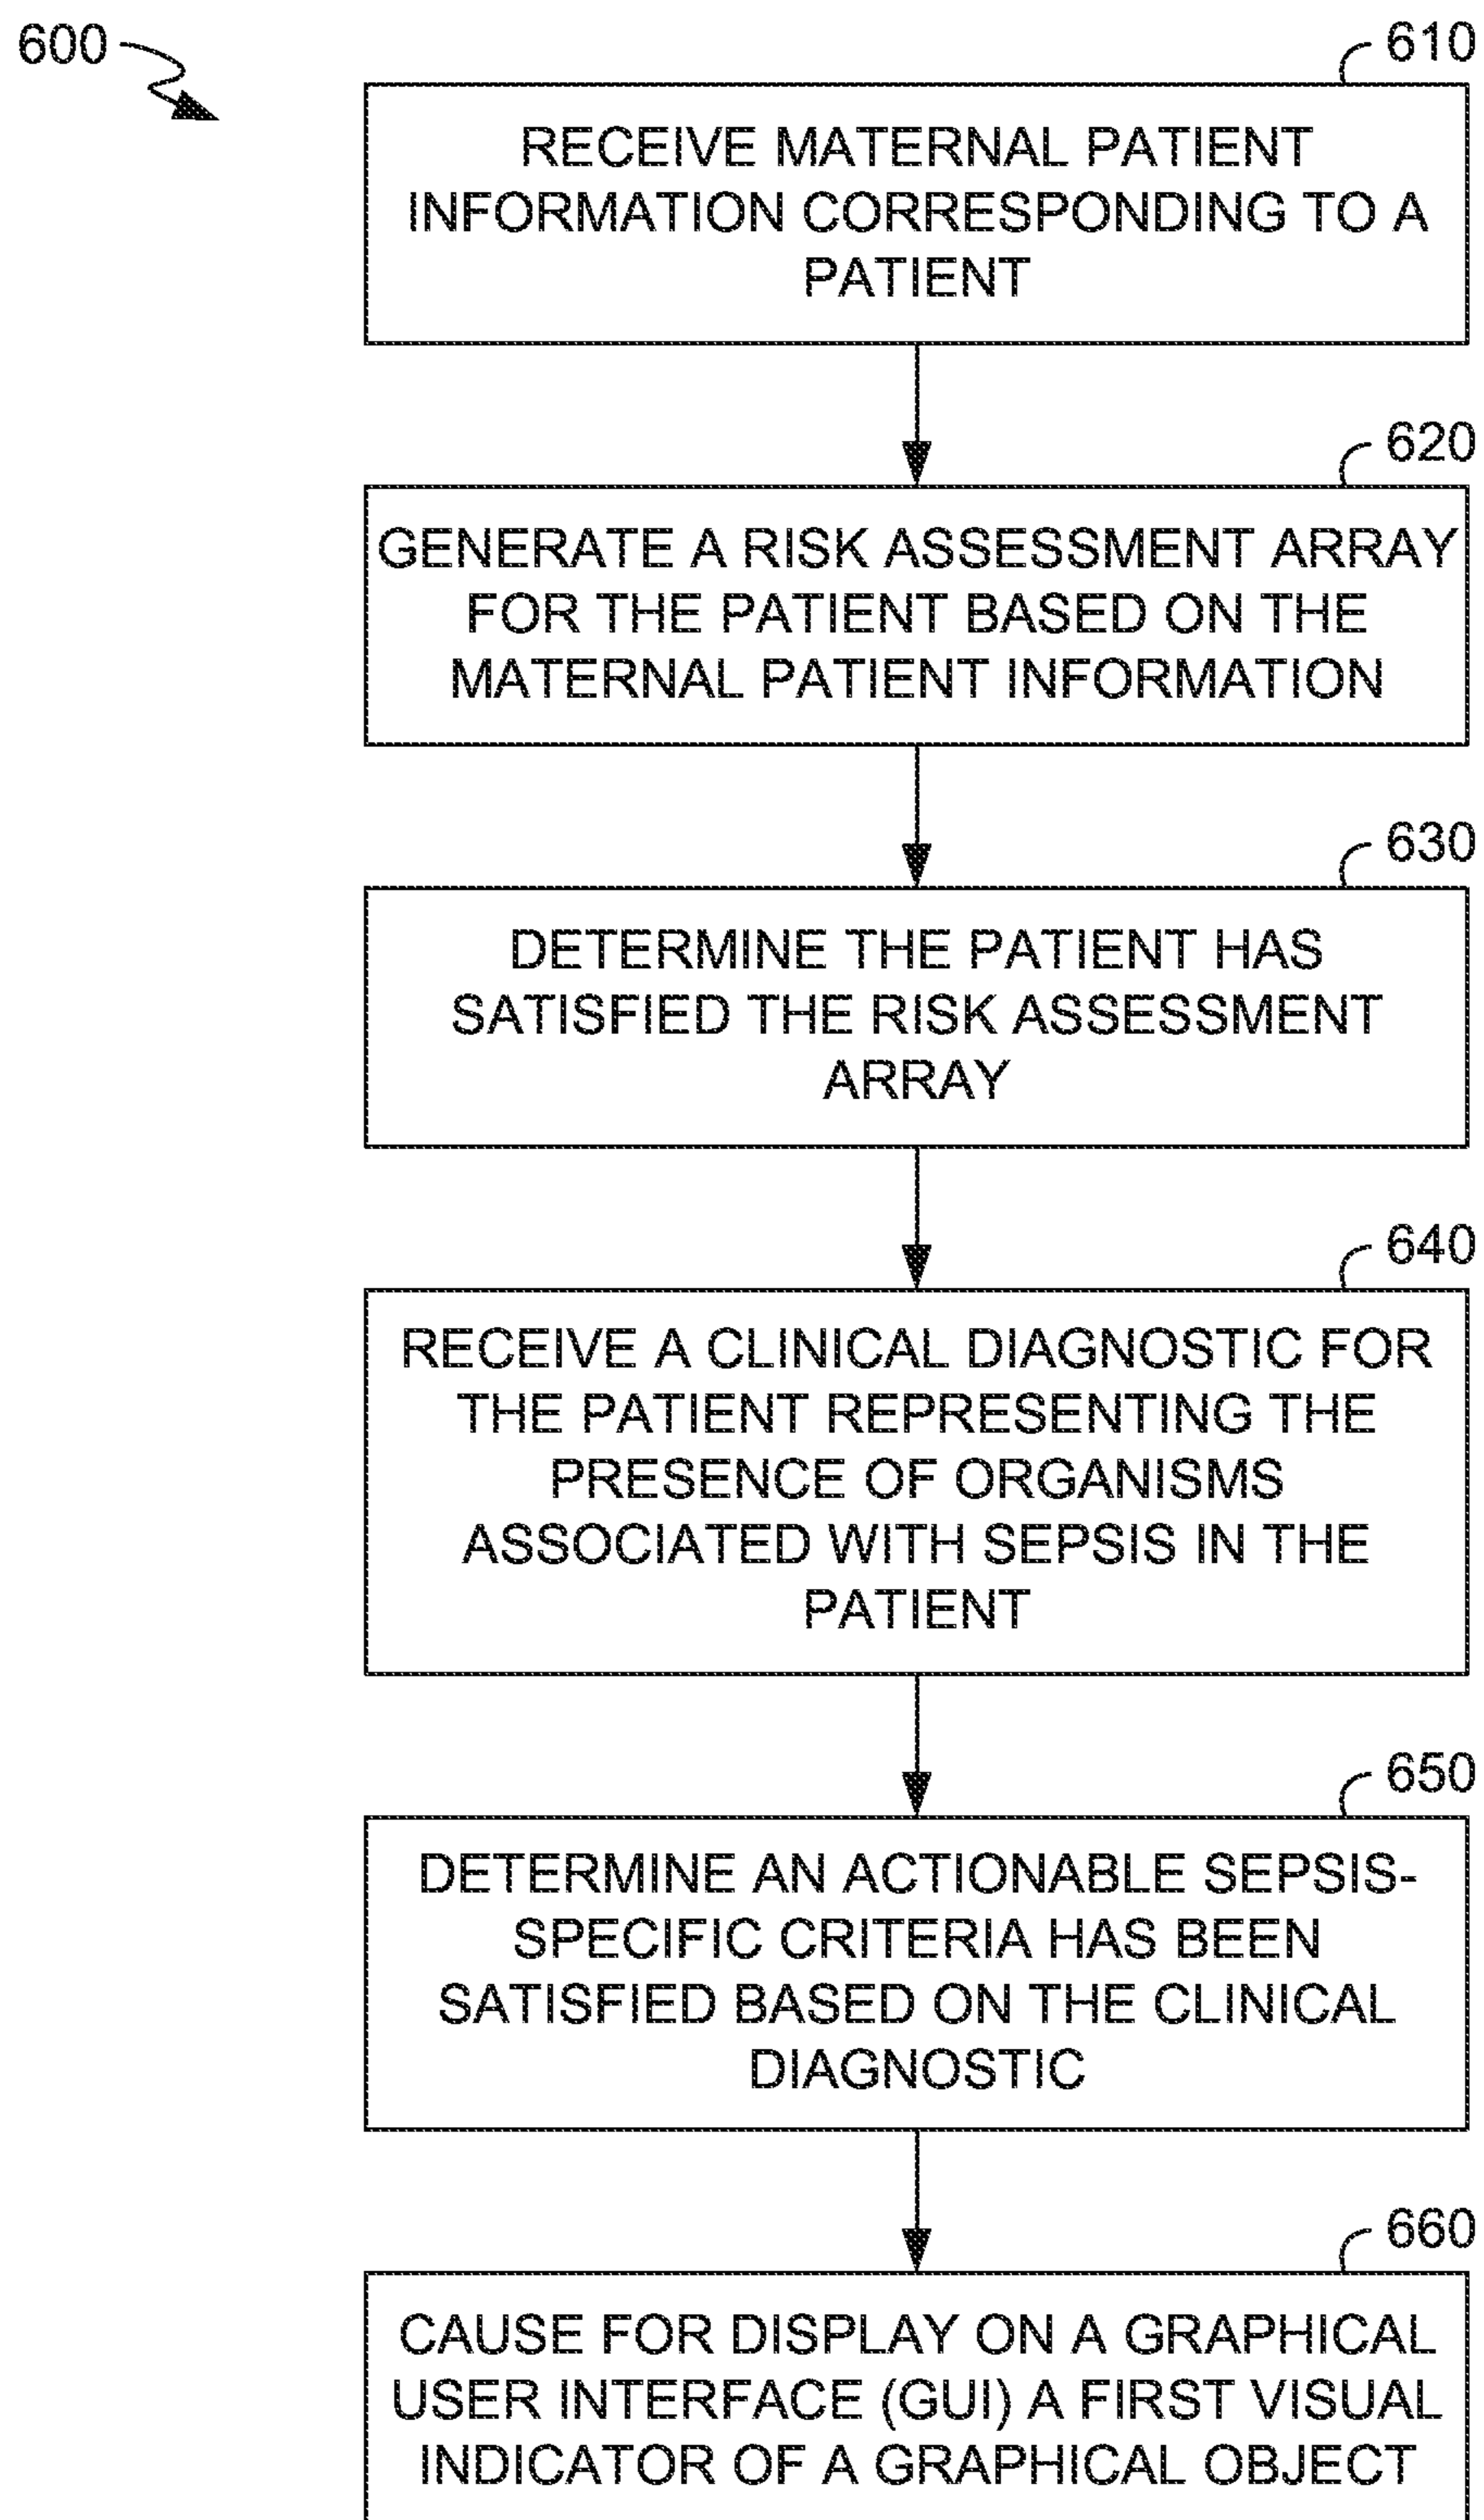 600
610
RECEIVE MATERNAL PATIENT
INFORMATION CORRESPONDING TO A
PATIENT
620
GENERATE A RISK ASSESSMENT ARRAY
FOR THE PATIENT BASED ON THE
MATERNAL PATIENT INFORMATION
630
DETERMINE THE PATIENT HAS
SATISFIED THE RISK ASSESSMENT
ARRAY
640
RECEIVE A CLINICAL DIAGNOSTIC FOR
THE PATIENT REPRESENTING THE
PRESENCE OF ORGANISMS
ASSOCIATED WITH SEPSIS IN THE
PATIENT
650
DETERMINE AN ACTIONABLE SEPSIS-
SPECIFIC CRITERIA HAS BEEN
SATISFIED BASED ON THE CLINICAL
DIAGNOSTIC
660
CAUSE FOR DISPLAY ON A GRAPHICAL
USER INTERFACE (GUI) A FIRST VISUAL
INDICATOR OF A GRAPHICAL OBJECT